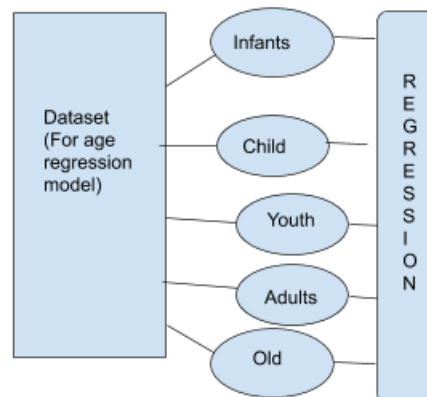 Dataset
(For age
regression
model)
Infants
Child
Youth
Adults
Old
R
E
G
R
E
S
S
I
O
N